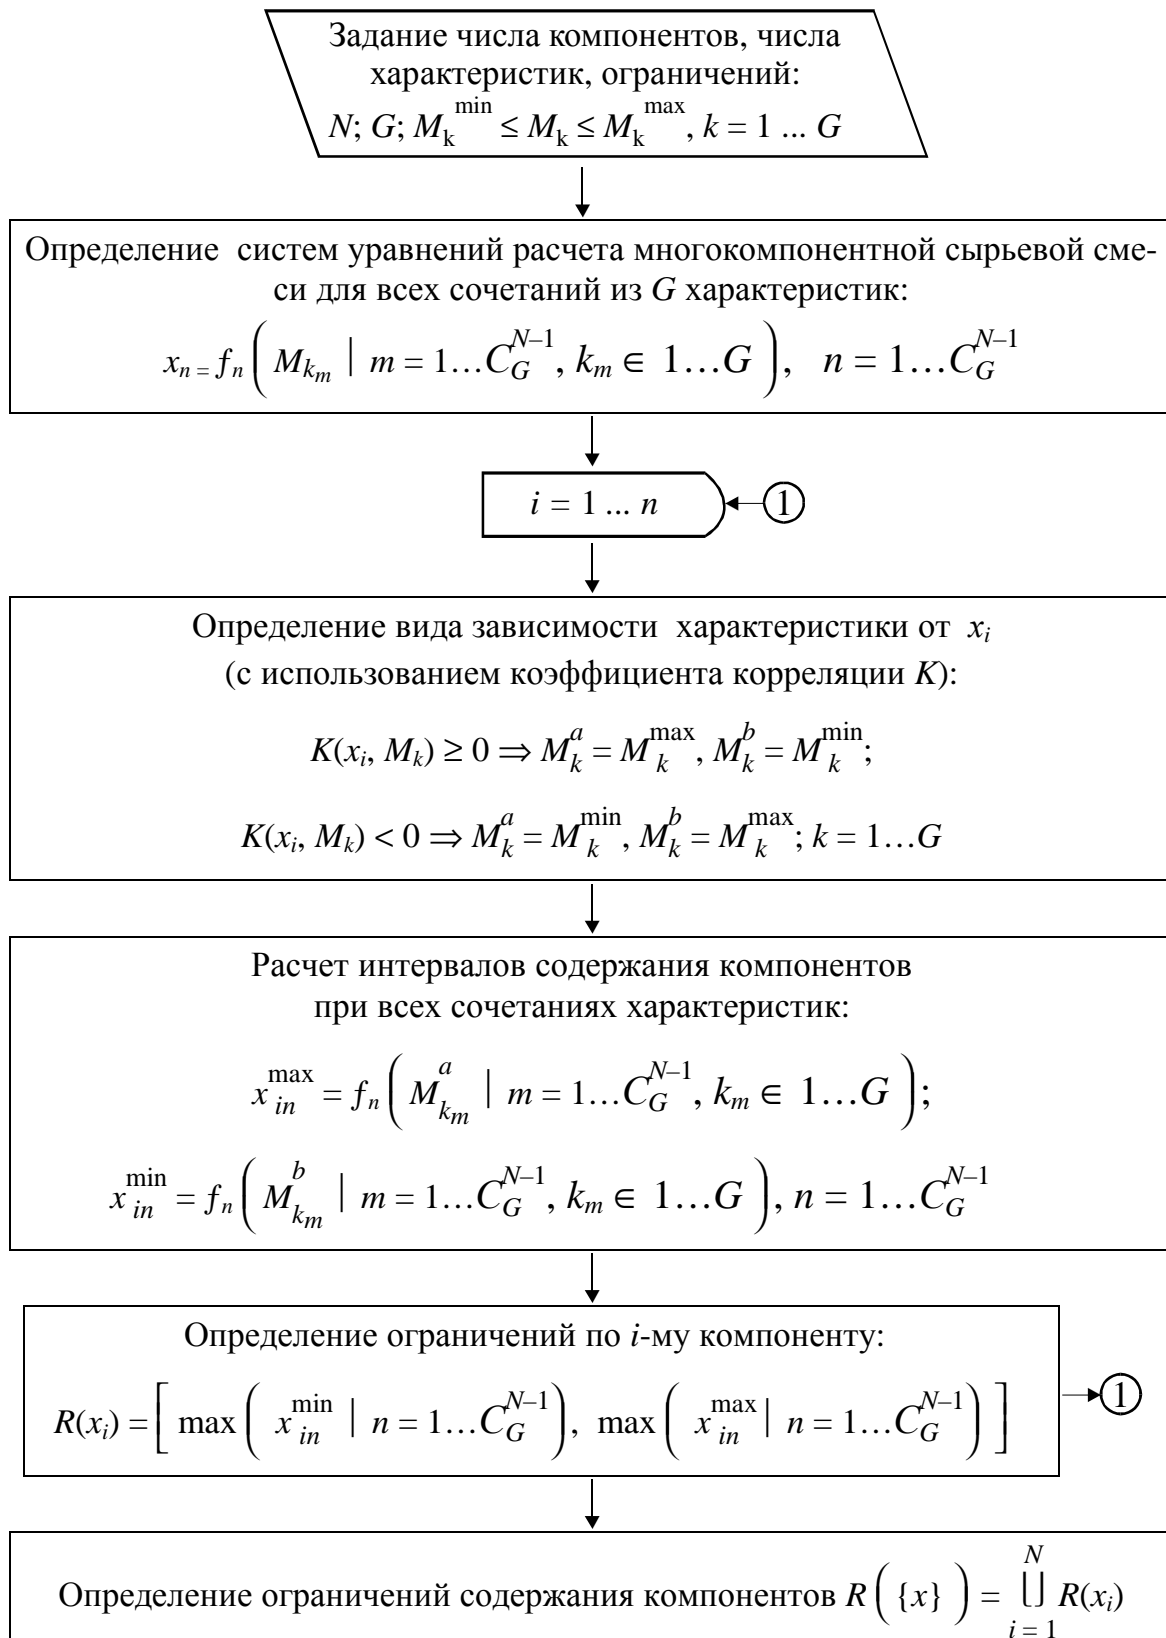 Задание числа компонентов, числа
характеристик, ограничений:
N; G; M_k^min ≤ M_k ≤ M_k^max, k = 1 ... G
Определение систем уравнений расчета многокомпонентной сырьевой сме-
си для всех сочетаний из G характеристик:
x_n = f_n ( M_{k_m} | m = 1…C_G^{N–1}, k_m ∈ 1…G ), n = 1…C_G^{N–1}
i = 1 ... n
1
Определение вида зависимости характеристики от x_i
(с использованием коэффициента корреляции K):
K(x_i, M_k) ≥ 0 ⇒ M_k^a = M_k^max, M_k^b = M_k^min;
K(x_i, M_k) < 0 ⇒ M_k^a = M_k^min, M_k^b = M_k^max; k = 1…G
Расчет интервалов содержания компонентов
при всех сочетаниях характеристик:
x_in^max = f_n ( M_{k_m}^a | m = 1…C_G^{N–1}, k_m ∈ 1…G );
x_in^min = f_n ( M_{k_m}^b | m = 1…C_G^{N–1}, k_m ∈ 1…G ), n = 1…C_G^{N–1}
Определение ограничений по i-му компоненту:
R(x_i) = [ max ( x_in^min | n = 1…C_G^{N–1} ), max ( x_in^max | n = 1…C_G^{N–1} ) ]
1
Определение ограничений содержания компонентов R ( {x} ) = ⋃_{i = 1}^N R(x_i)